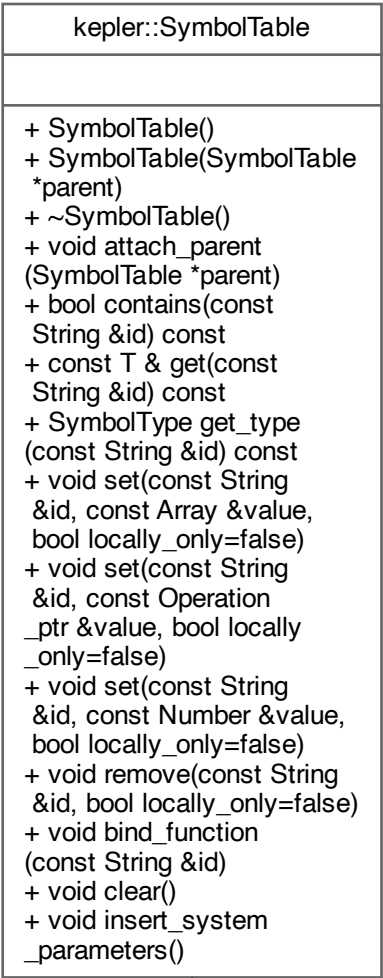 kepler::SymbolTable
+ SymbolTable()
+ SymbolTable(SymbolTable
*parent)
+ ~SymbolTable()
+ void attach_parent
(SymbolTable *parent)
+ bool contains(const
String &id) const
+ const T & get(const
String &id) const
+ SymbolType get_type
(const String &id) const
+ void set(const String
&id, const Array &value,
bool locally_only=false)
+ void set(const String
&id, const Operation
_ptr &value, bool locally
_only=false)
+ void set(const String
&id, const Number &value,
bool locally_only=false)
+ void remove(const String
&id, bool locally_only=false)
+ void bind_function
(const String &id)
+ void clear()
+ void insert_system
_parameters()